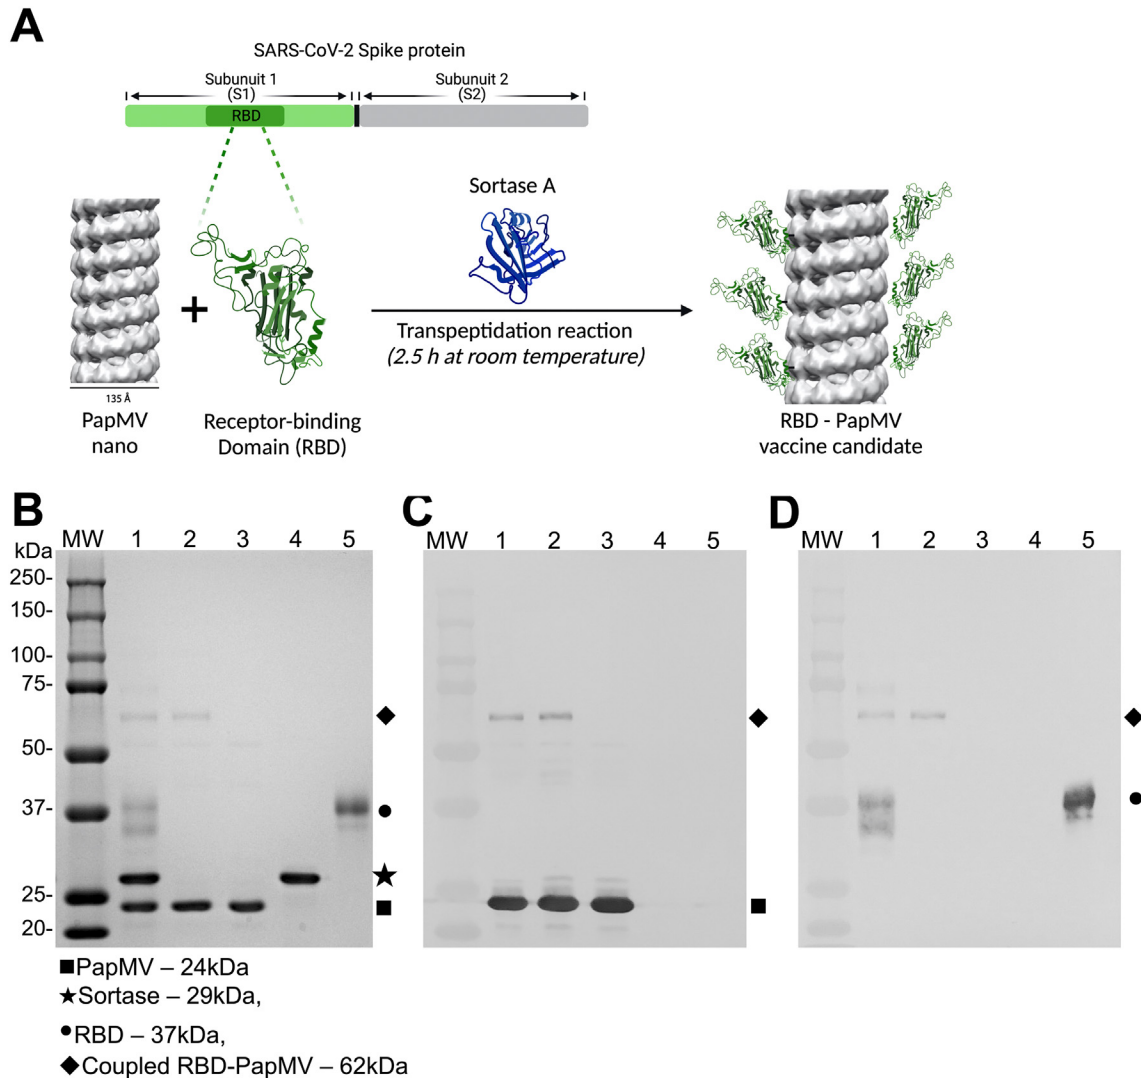 A
SARS-CoV-2 Spike protein
Subunuit 1
(S1)
Subunuit 2
(S2)
RBD
Sortase A
+
Transpeptidation reaction
(2.5 h at room temperature)
135 Å
PapMV
nano
Receptor-binding
Domain (RBD)
RBD - PapMV
vaccine candidate
B
MW 1 2 3 4 5
kDa
250-
150-
100-
75-
50-
37-
25-
20-
C
MW 1 2 3 4 5
D
MW 1 2 3 4 5
■PapMV – 24kDa
★Sortase – 29kDa,
●RBD – 37kDa,
◆Coupled RBD-PapMV – 62kDa